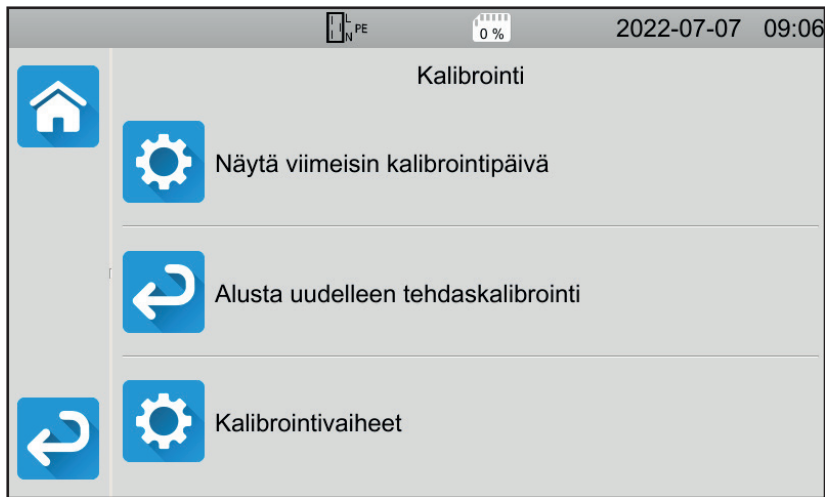 L
N PE
0 %
2022-07-07 09:06
Kalibrointi
Näytä viimeisin kalibrointipäivä
Alusta uudelleen tehdaskalibrointi
Kalibrointivaiheet